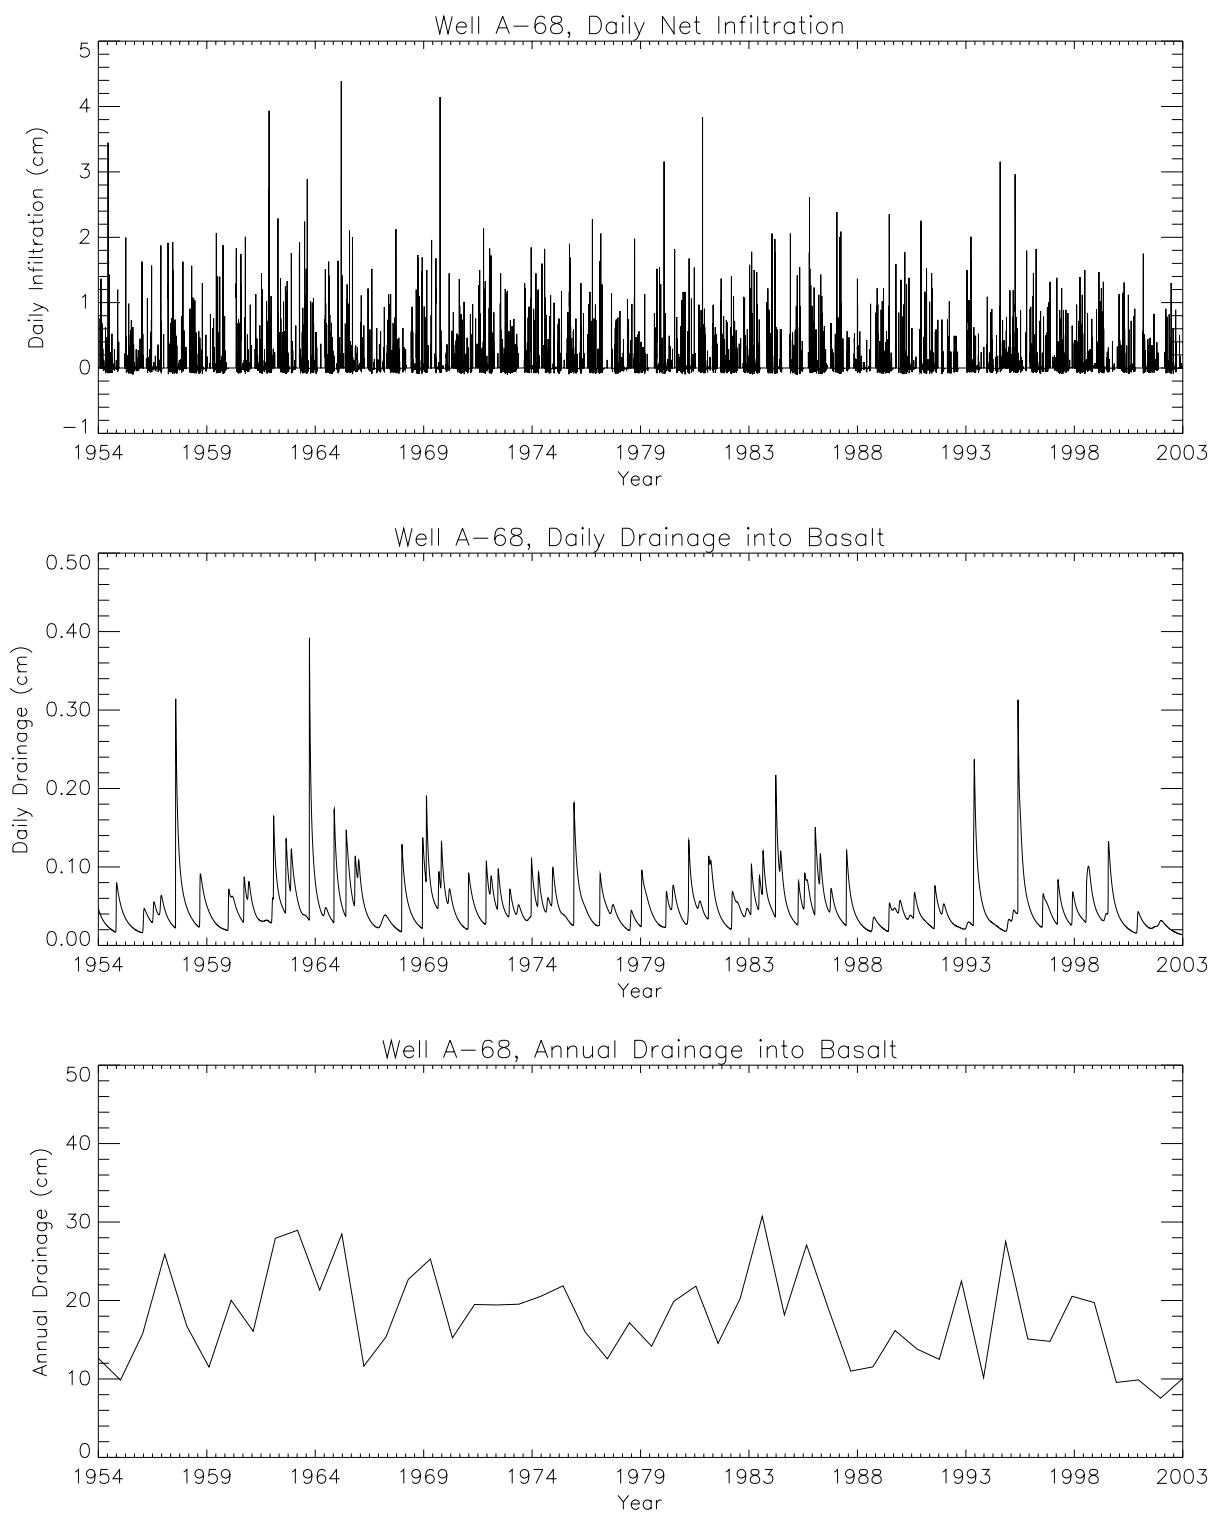 Well A-68, Daily Net Infiltration
5
4
3
2
1
0
-1
Daily Infiltration (cm)
1954 1959 1964 1969 1974 1979 1983 1988 1993 1998 2003
Year
Well A-68, Daily Drainage into Basalt
0.50
0.40
0.30
0.20
0.10
0.00
Daily Drainage (cm)
1954 1959 1964 1969 1974 1979 1983 1988 1993 1998 2003
Year
Well A-68, Annual Drainage into Basalt
50
40
30
20
10
0
Annual Drainage (cm)
1954 1959 1964 1969 1974 1979 1983 1988 1993 1998 2003
Year